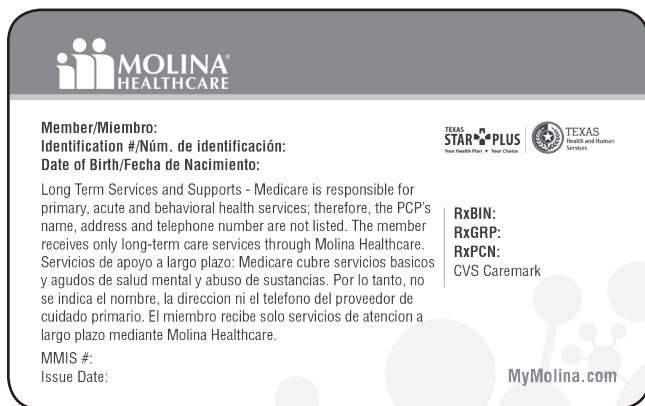 MOLINA®
HEALTHCARE
Member/Miembro:
Identification #/Núm. de identificación:
Date of Birth/Fecha de Nacimiento:
Long Term Services and Supports - Medicare is responsible for
primary, acute and behavioral health services; therefore, the PCP's
name, address and telephone number are not listed. The member
receives only long-term care services through Molina Healthcare.
Servicios de apoyo a largo plazo: Medicare cubre servicios basicos
y agudos de salud mental y abuso de sustancias. Por lo tanto, no
se indica el nombre, la direccion ni el telefono del proveedor de
cuidado primario. El miembro recibe solo servicios de atencion a
largo plazo mediante Molina Healthcare.
MMIS #:
Issue Date:
TEXAS
STAR PLUS
Your Health Plan ★ Your Choice
TEXAS
Health and Human
Services
RxBIN:
RxGRP:
RxPCN:
CVS Caremark
MyMolina.com